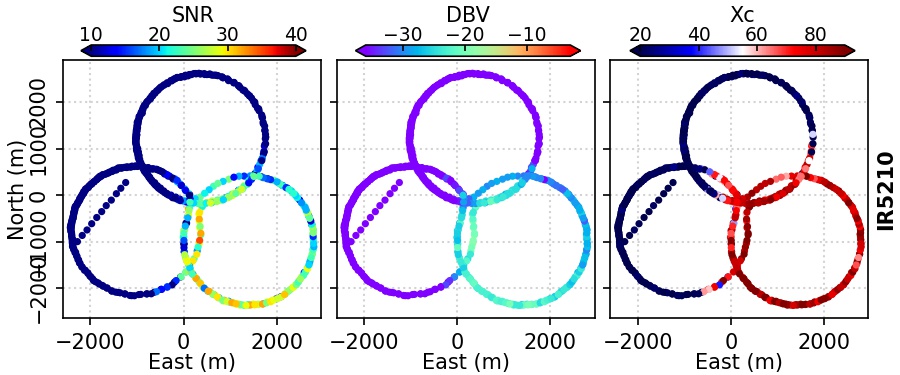 SNR
DBV
Xc
10 20 30 40
−30 −20 −10
20 40 60 80
North (m)
2000
1000
0
−1000
−2000
−2000 0 2000
−2000 0 2000
−2000 0 2000
East (m)
East (m)
East (m)
IR5210